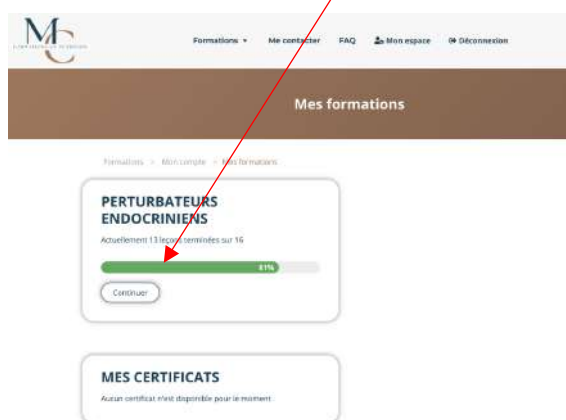 MC
Formations Me contacter FAQ Mon espace Déconnexion
Mes formations
Formations > Mon compte > Mes formations
PERTURBATEURS
ENDOCRINIENS
Actuellement 13 leçons terminées sur 16
81%
Continuer
MES CERTIFICATS
Aucun certificat n'est disponible pour le moment.